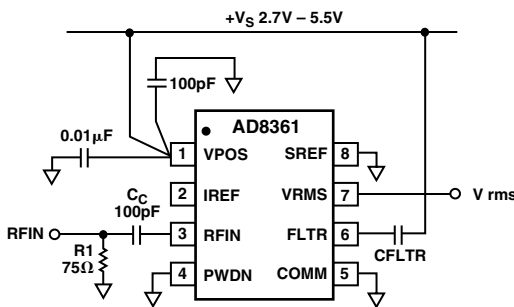 +VS 2.7V – 5.5V
100pF
0.01µF
AD8361
1 VPOS
SREF 8
2 IREF
VRMS 7
V rms
CC
100pF
RFIN
3 RFIN
FLTR 6
CFLTR
R1
75Ω
4 PWDN
COMM 5